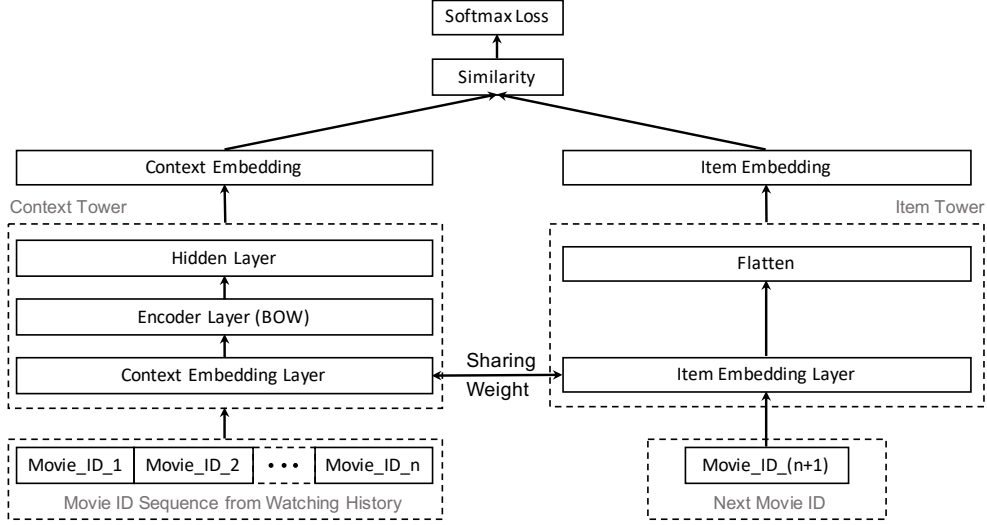 Softmax Loss
Similarity
Context Embedding
Item Embedding
Context Tower
Item Tower
Hidden Layer
Flatten
Encoder Layer (BOW)
Context Embedding Layer
Sharing
Weight
Item Embedding Layer
Movie_ID_1 Movie_ID_2 ••• Movie_ID_n
Movie_ID_(n+1)
Movie ID Sequence from Watching History
Next Movie ID